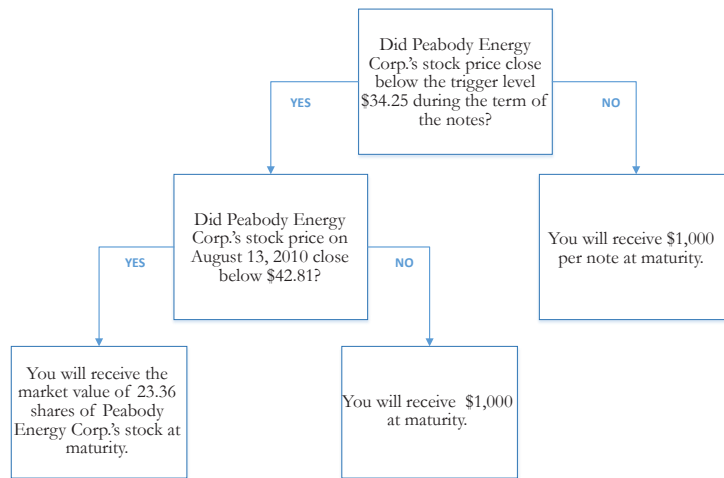 Did Peabody Energy
Corp.'s stock price close
below the trigger level
$34.25 during the term of
the notes?
YES
NO
Did Peabody Energy
Corp.'s stock price on
August 13, 2010 close
below $42.81?
You will receive $1,000
per note at maturity.
YES
NO
You will receive the
market value of 23.36
shares of Peabody
Energy Corp.'s stock at
maturity.
You will receive $1,000
at maturity.